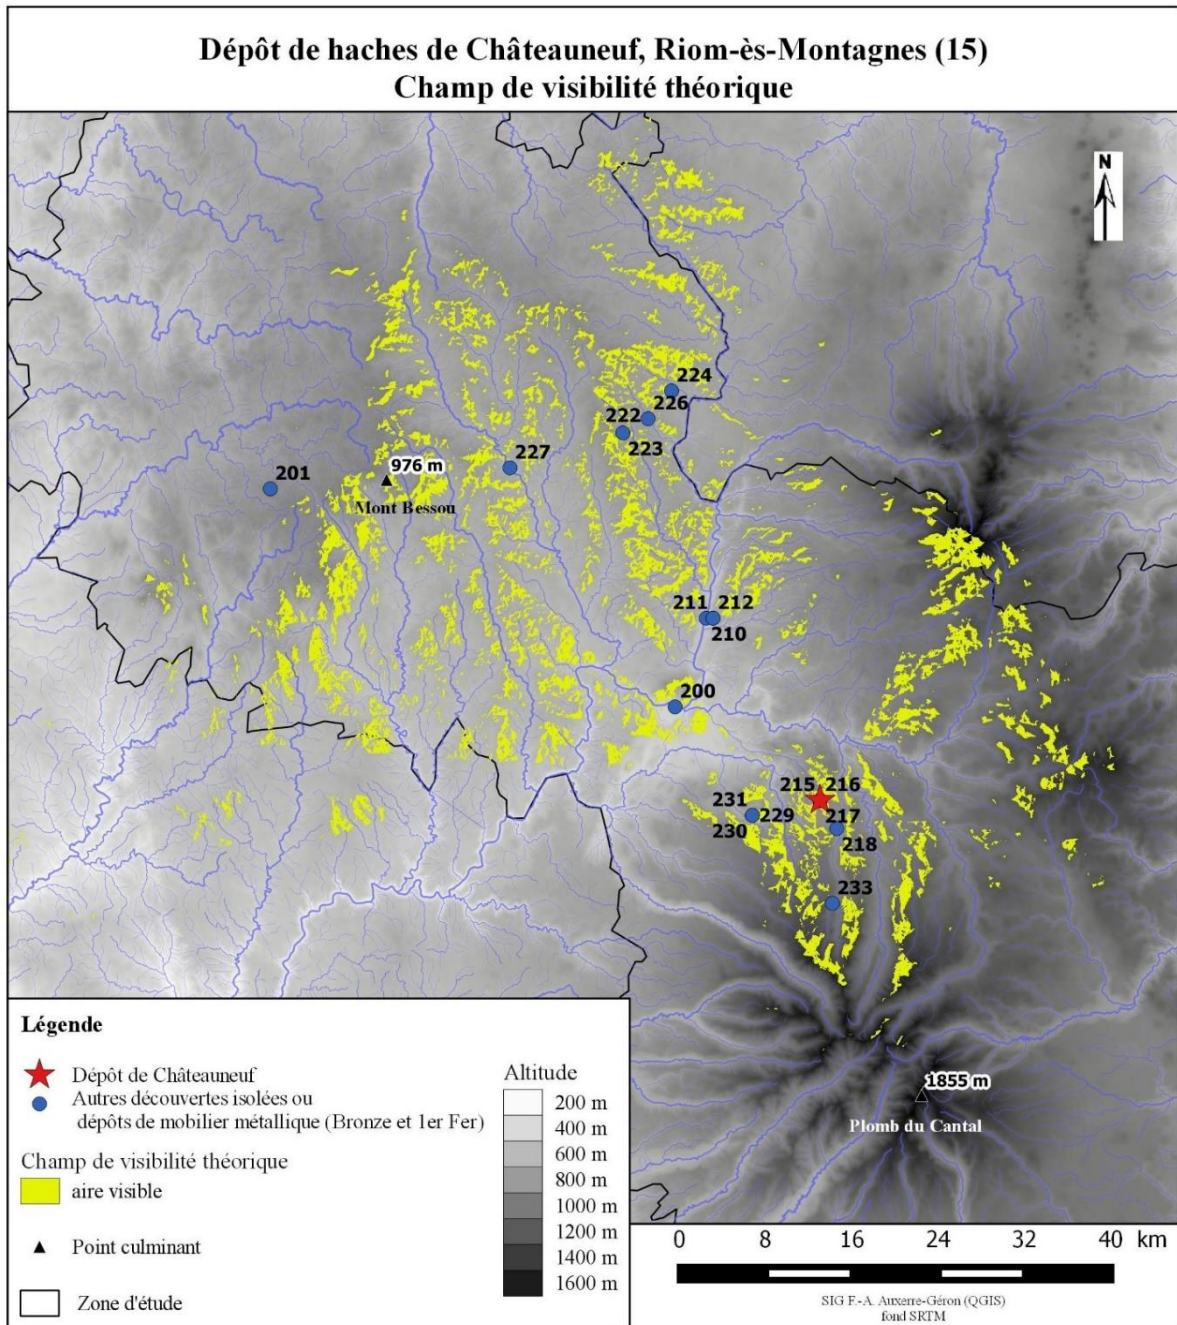 Dépôt de haches de Châteauneuf, Riom-ès-Montagnes (15)
Champ de visibilité théorique
N
224
226
222
223
227
976 m
Mont Bessou
201
211
212
210
200
215
216
231
229
217
230
218
233
1855 m
Plomb du Cantal
Légende
Dépôt de Châteauneuf
Autres découvertes isolées ou
dépôts de mobilier métallique (Bronze et 1er Fer)
Champ de visibilité théorique
aire visible
Point culminant
Zone d'étude
Altitude
200 m
400 m
600 m
800 m
1000 m
1200 m
1400 m
1600 m
0 8 16 24 32 40 km
SIG F.-A. Auxerre-Géron (QGIS)
fond SRTM